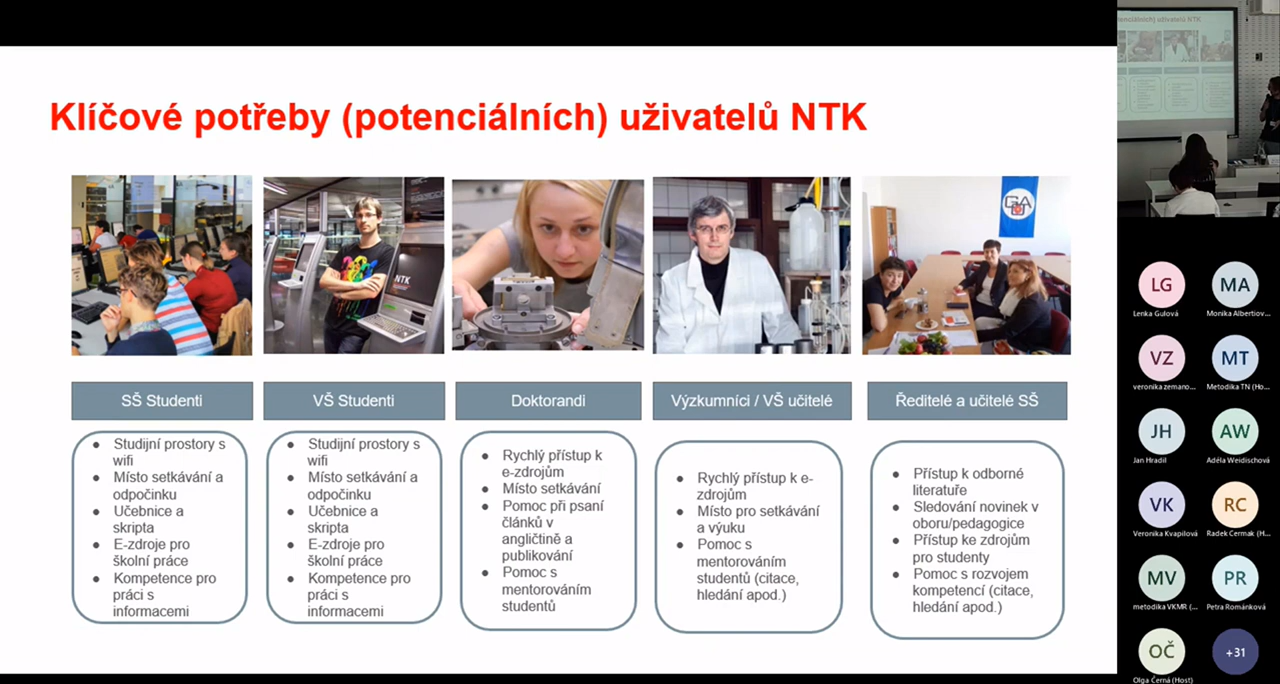 Klíčové potřeby (potenciálních) uživatelů NTK
NTK
SŠ Studenti
● Studijní prostory s
wifi
● Místo setkávání a
odpočinku
● Učebnice a
skripta
● E-zdroje pro
školní práce
● Kompetence pro
práci s
informacemi
VŠ Studenti
● Studijní prostory s
wifi
● Místo setkávání a
odpočinku
● Učebnice a
skripta
● E-zdroje pro
školní práce
● Kompetence pro
práci s
informacemi
Doktorandi
● Rychlý přístup k
e-zdrojům
● Místo setkávání
● Pomoc při psaní
článků v
angličtině a
publikování
● Pomoc s
mentorováním
studentů
Výzkumníci / VŠ učitelé
● Rychlý přístup k e-
zdrojům
● Místo pro setkávání
a výuku
● Pomoc s
mentorováním
studentů (citace,
hledání apod.)
Ředitelé a učitelé SŠ
● Přístup k odborné
literatuře
● Sledování novinek v
oboru/pedagogice
● Přístup ke zdrojům
pro studenty
● Pomoc s rozvojem
kompetencí (citace,
hledání apod.)
uživatelů NTK
LG
Lenka Gulová
MA
Monika Albertiov...
VZ
veronika zemano...
MT
Metodika TN (Ho...
JH
Jan Hradil
AW
Adéla Weidischová
VK
Veronika Kvapilová
RC
Radek Cermak (H...
MV
metodika VKMR (...
PR
Petra Románková
OČ
Olga Černá (Host)
+31